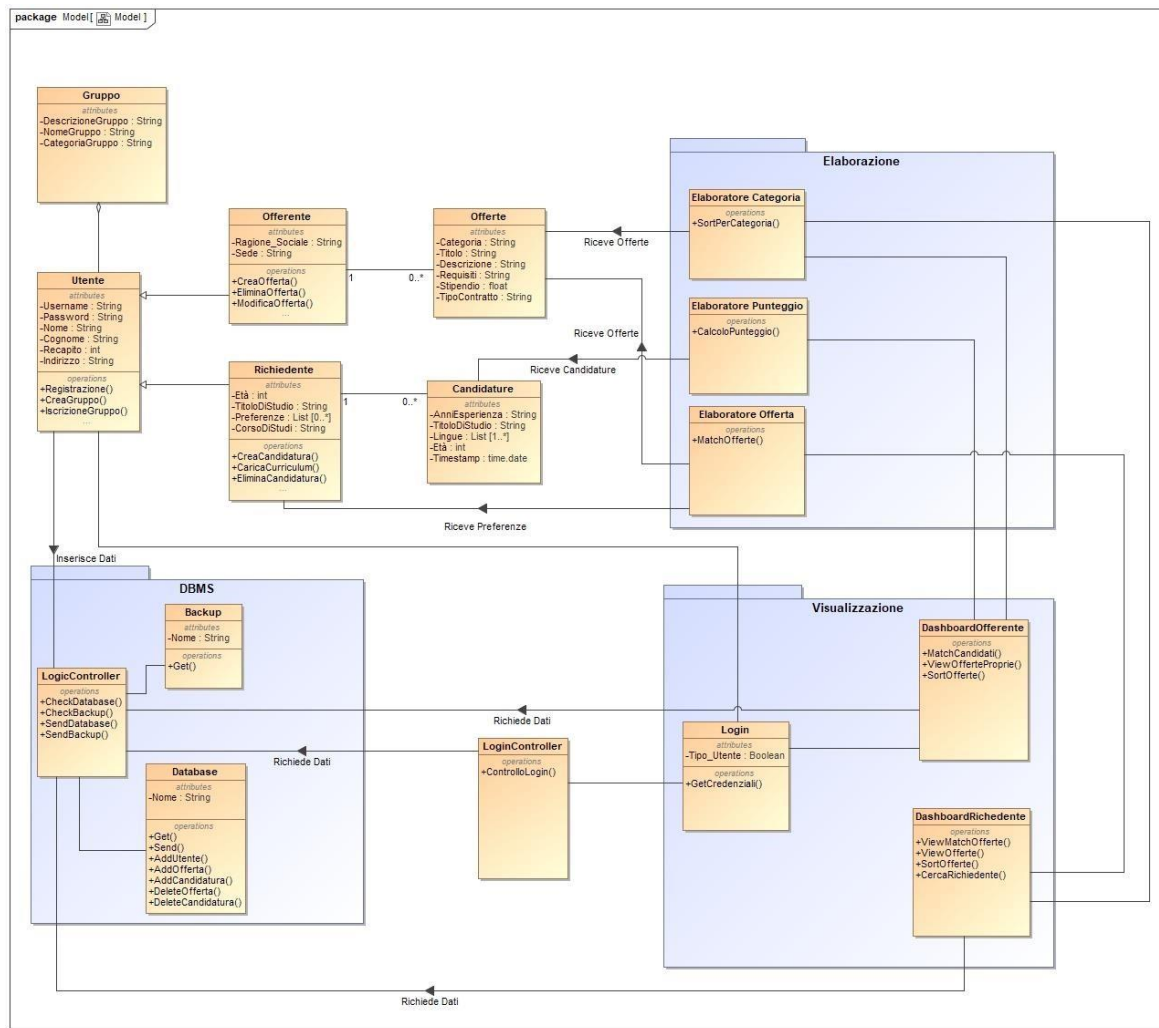 package Model [ Model ]
Gruppo
attributes
-DescrizioneGruppo : String
-NomeGruppo : String
-CategoriaGruppo : String
Elaborazione
Elaboratore Categoria
operations
+SortPerCategoria()
Offerente
attributes
-Ragione_Sociale : String
-Sede : String
operations
+CreaOfferta()
+EliminaOfferta()
+ModificaOfferta()
...
1
0..*
Offerte
attributes
-Categoria : String
-Titolo : String
-Descrizione : String
-Requisiti : String
-Stipendio : float
-TipoContratto : String
Riceve Offerte
Utente
attributes
-Username : String
-Password : String
-Nome : String
-Cognome : String
-Recapito : int
-Indirizzo : String
operations
+Registrazione()
+CreaGruppo()
+IscrizioneGruppo()
...
Elaboratore Punteggio
operations
+CalcoloPunteggio()
Riceve Offerte
Riceve Candidature
Richiedente
attributes
-Età : int
-TitoloDiStudio : String
-Preferenze : List [0..*]
-CorsoDiStudi : String
operations
+CreaCandidatura()
+CaricaCurriculum()
+EliminaCandidatura()
...
1
0..*
Candidature
attributes
-AnniEsperienza : String
-TitoloDiStudio : String
-Lingue : List [1..*]
-Età : int
-Timestamp : time.date
Elaboratore Offerta
operations
+MatchOfferte()
Riceve Preferenze
Inserisce Dati
DBMS
Backup
attributes
-Nome : String
operations
+Get()
LogicController
operations
+CheckDatabase()
+CheckBackup()
+SendDatabase()
+SendBackup()
Database
attributes
-Nome : String
operations
+Get()
+Send()
+AddUtente()
+AddOfferta()
+AddCandidatura()
+DeleteOfferta()
+DeleteCandidatura()
Richiede Dati
Richiede Dati
LoginController
operations
+ControlloLogin()
Visualizzazione
DashboardOfferente
operations
+MatchCandidati()
+ViewOfferteProprie()
+SortOfferte()
Login
attributes
-Tipo_Utente : Boolean
operations
+GetCredenziali()
DashboardRichedente
operations
+ViewMatchOfferte()
+ViewOfferte()
+SortOfferte()
+CercaRichiedente()
Richiede Dati